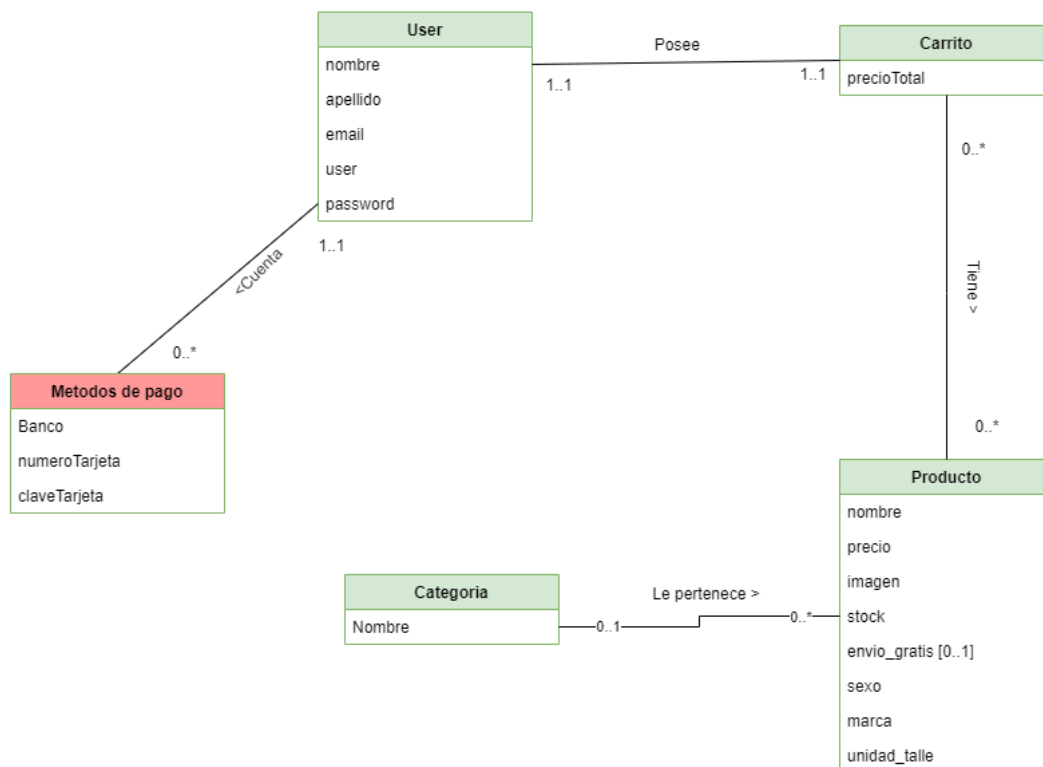 User
nombre
apellido
email
user
password
Posee
1..1
1..1
Carrito
precioTotal
0..*
Tiene >
0..*
1..1
<Cuenta
0..*
Metodos de pago
Banco
numeroTarjeta
claveTarjeta
Categoria
Nombre
Le pertenece >
0..1
0..*
Producto
nombre
precio
imagen
stock
envio_gratis [0..1]
sexo
marca
unidad_talle